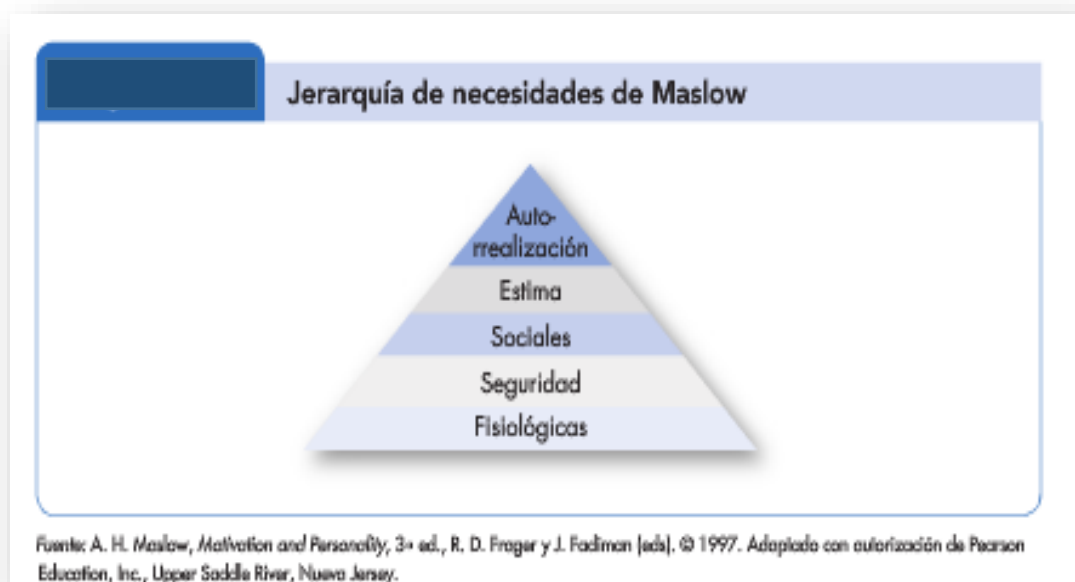 Jerarquía de necesidades de Maslow
Auto-
rrealización
Estima
Sociales
Seguridad
Fisiológicas
Fuente: A. H. Maslow, Motivation and Personality, 3a ed., R. D. Frager y J. Fadiman (eds). © 1997. Adaptado con autorización de Pearson
Education, Inc., Upper Saddle River, Nueva Jersey.